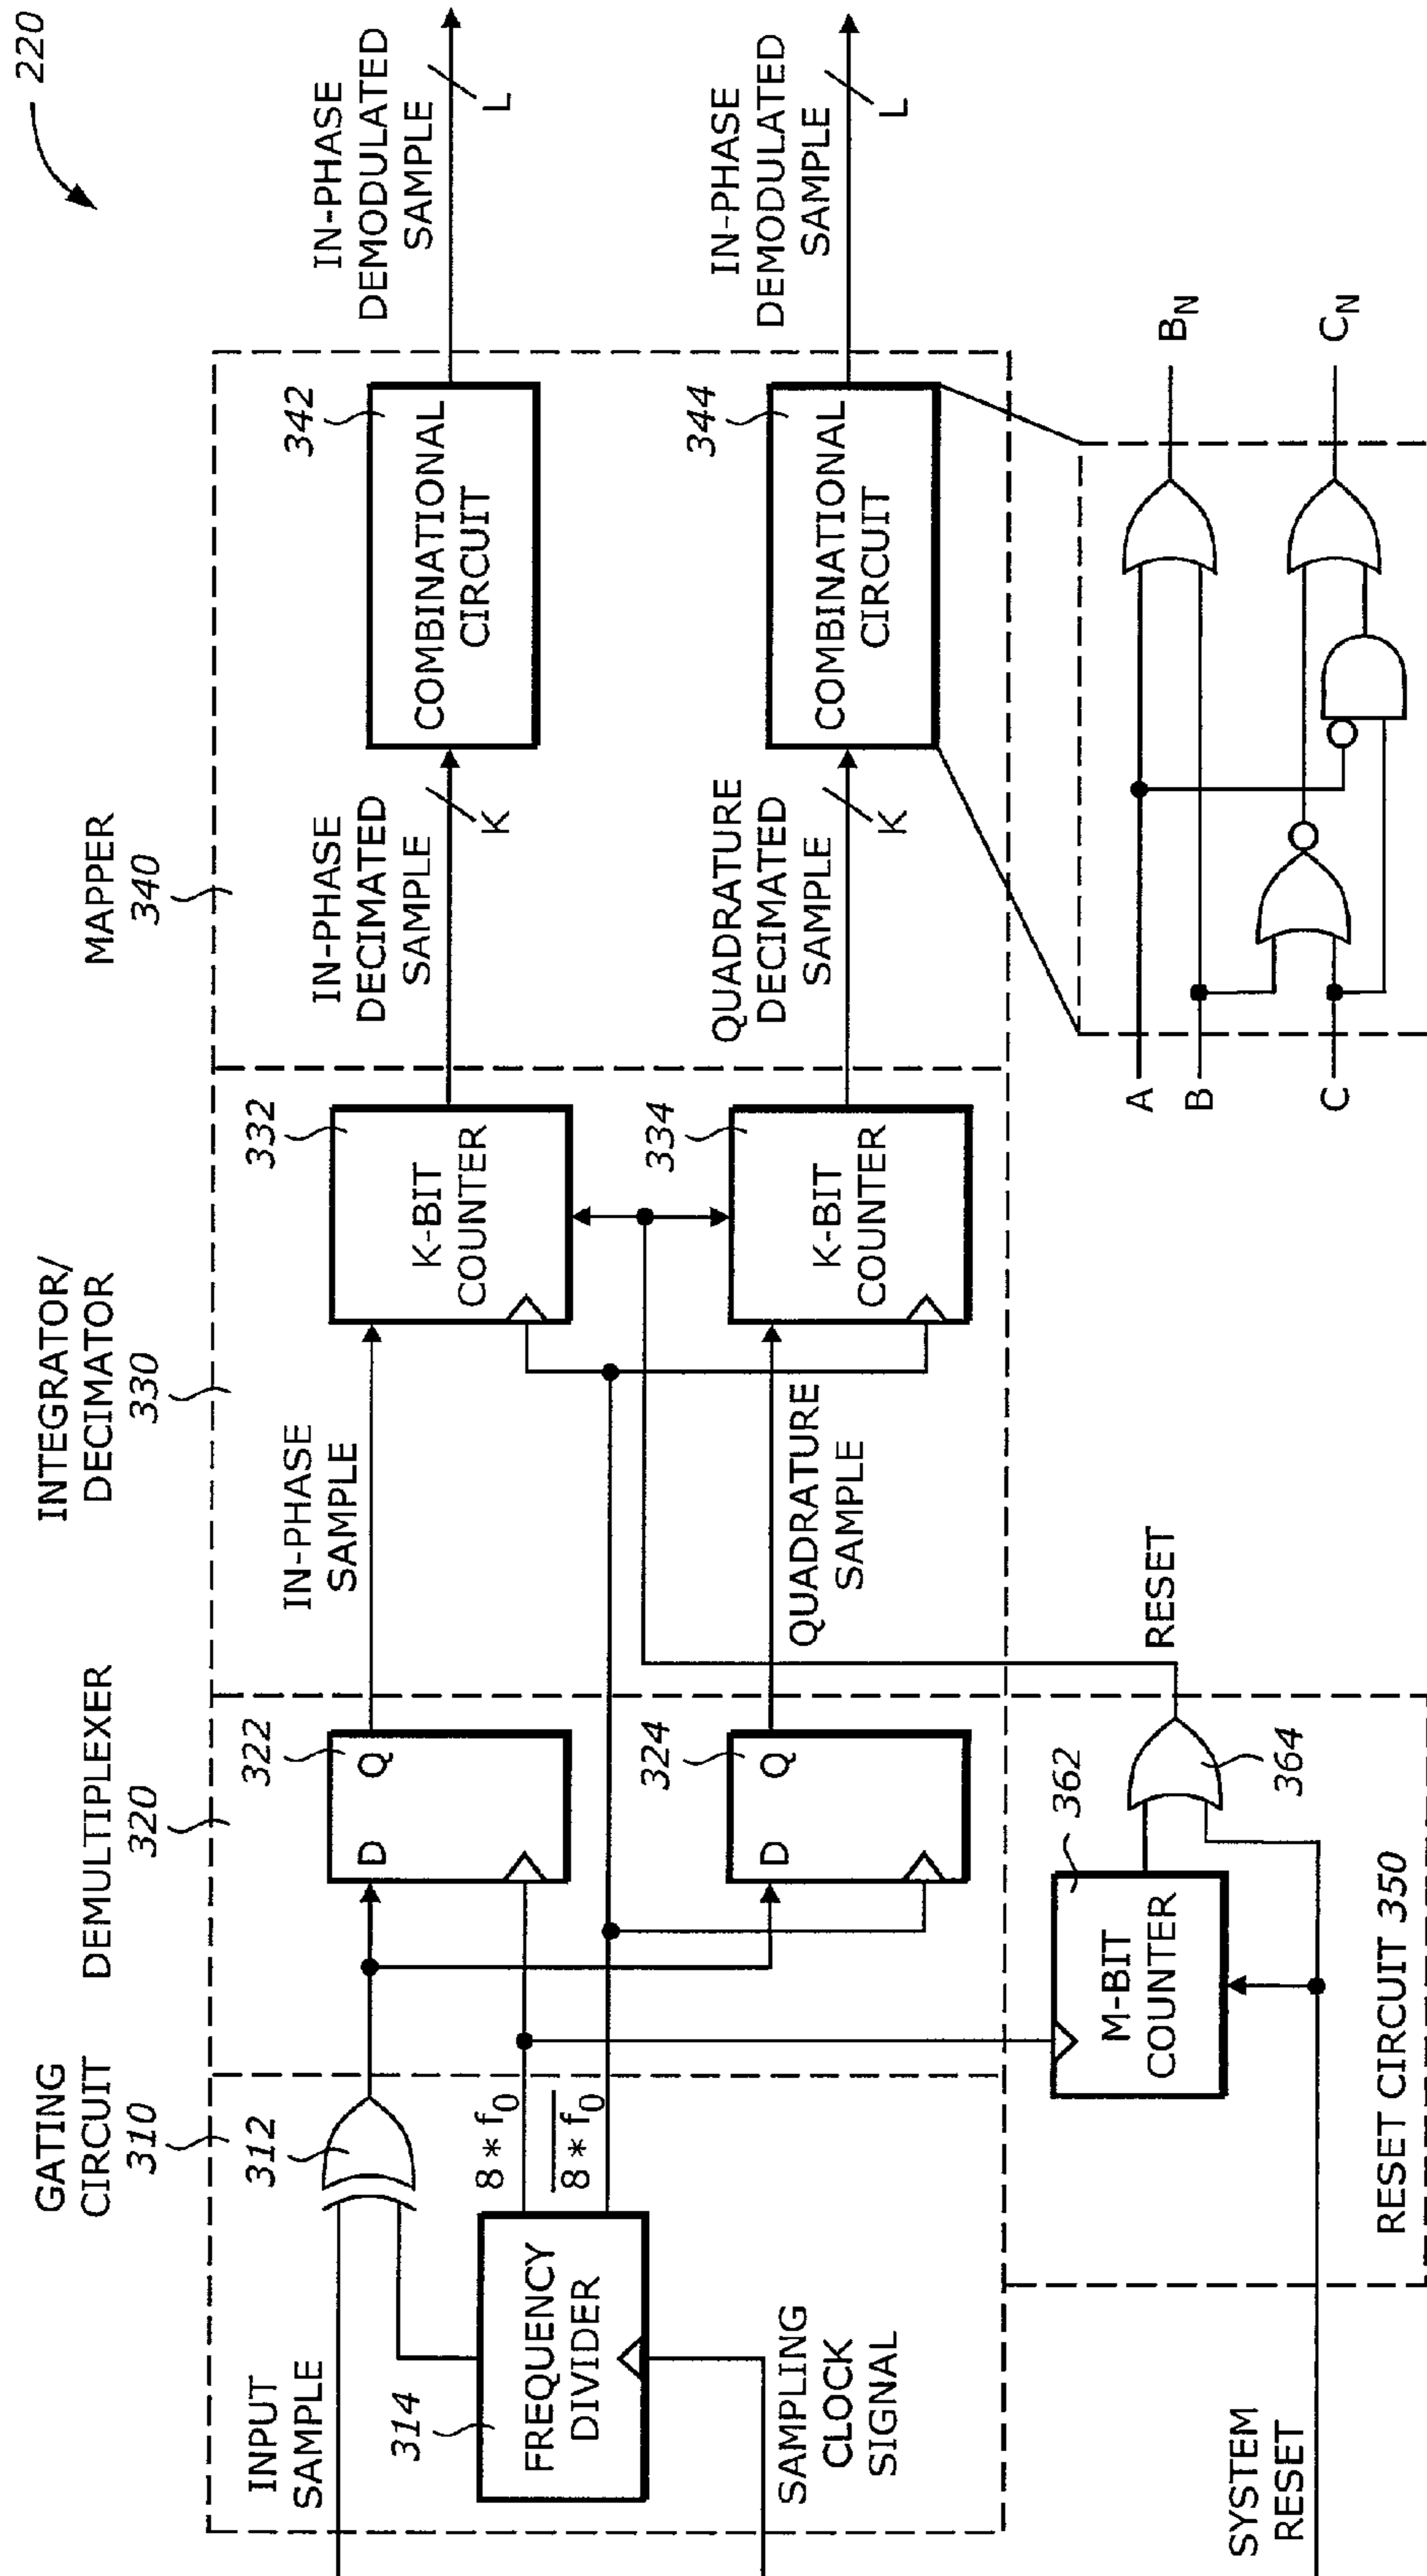 220
GATING
CIRCUIT
310
DEMULTIPLEXER
320
INTEGRATOR/
DECIMATOR
330
MAPPER
340
INPUT
SAMPLE
312
314
FREQUENCY
DIVIDER
8 * f0
8 * f0
SAMPLING
CLOCK
SIGNAL
322
D
Q
324
D
Q
IN-PHASE
SAMPLE
QUADRATURE
SAMPLE
332
K-BIT
COUNTER
334
K-BIT
COUNTER
IN-PHASE
DECIMATED
SAMPLE
K
QUADRATURE
DECIMATED
SAMPLE
K
342
COMBINATIONAL
CIRCUIT
344
COMBINATIONAL
CIRCUIT
IN-PHASE
DEMODULATED
SAMPLE
L
IN-PHASE
DEMODULATED
SAMPLE
L
SYSTEM
RESET
M-BIT
COUNTER
362
364
RESET
RESET CIRCUIT 350
A
B
C
BN
CN